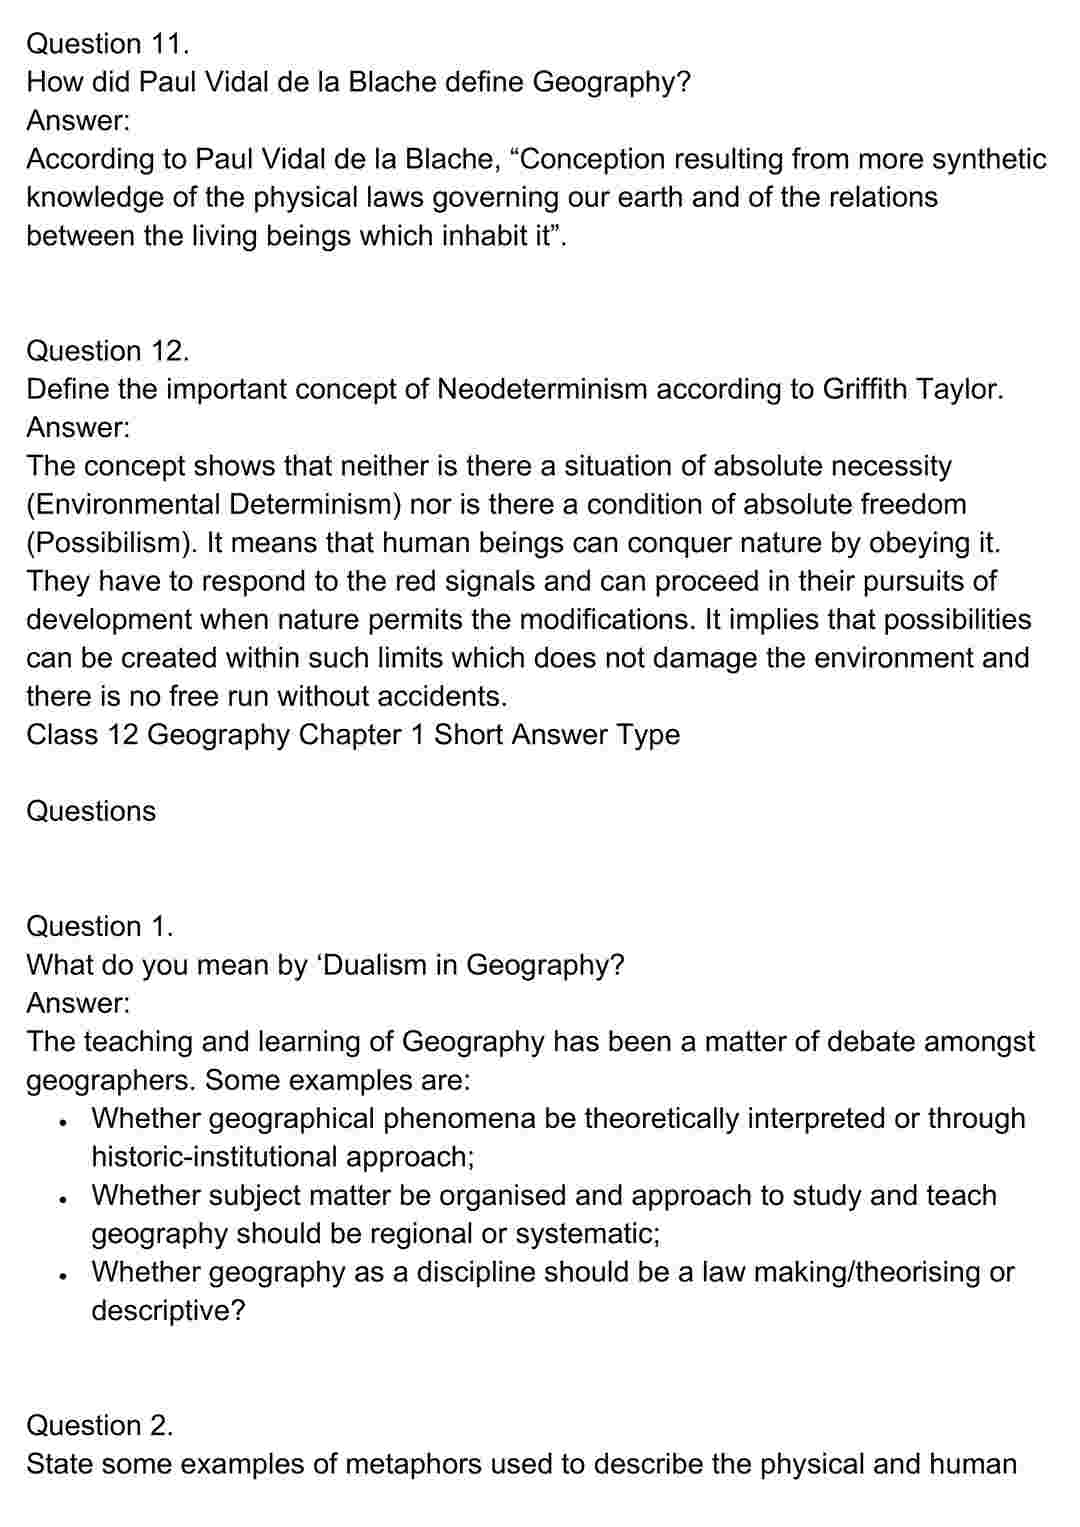 Question 11.
How did Paul Vidal de la Blache define Geography?
Answer:
According to Paul Vidal de la Blache, “Conception resulting from more synthetic
knowledge of the physical laws governing our earth and of the relations
between the living beings which inhabit it”.
Question 12.
Define the important concept of Neodeterminism according to Griffith Taylor.
Answer:
The concept shows that neither is there a situation of absolute necessity
(Environmental Determinism) nor is there a condition of absolute freedom
(Possibilism). It means that human beings can conquer nature by obeying it.
They have to respond to the red signals and can proceed in their pursuits of
development when nature permits the modifications. It implies that possibilities
can be created within such limits which does not damage the environment and
there is no free run without accidents.
Class 12 Geography Chapter 1 Short Answer Type
Questions
Question 1.
What do you mean by ‘Dualism in Geography?
Answer:
The teaching and learning of Geography has been a matter of debate amongst
geographers. Some examples are:
• Whether geographical phenomena be theoretically interpreted or through
historic-institutional approach;
• Whether subject matter be organised and approach to study and teach
geography should be regional or systematic;
• Whether geography as a discipline should be a law making/theorising or
descriptive?
Question 2.
State some examples of metaphors used to describe the physical and human